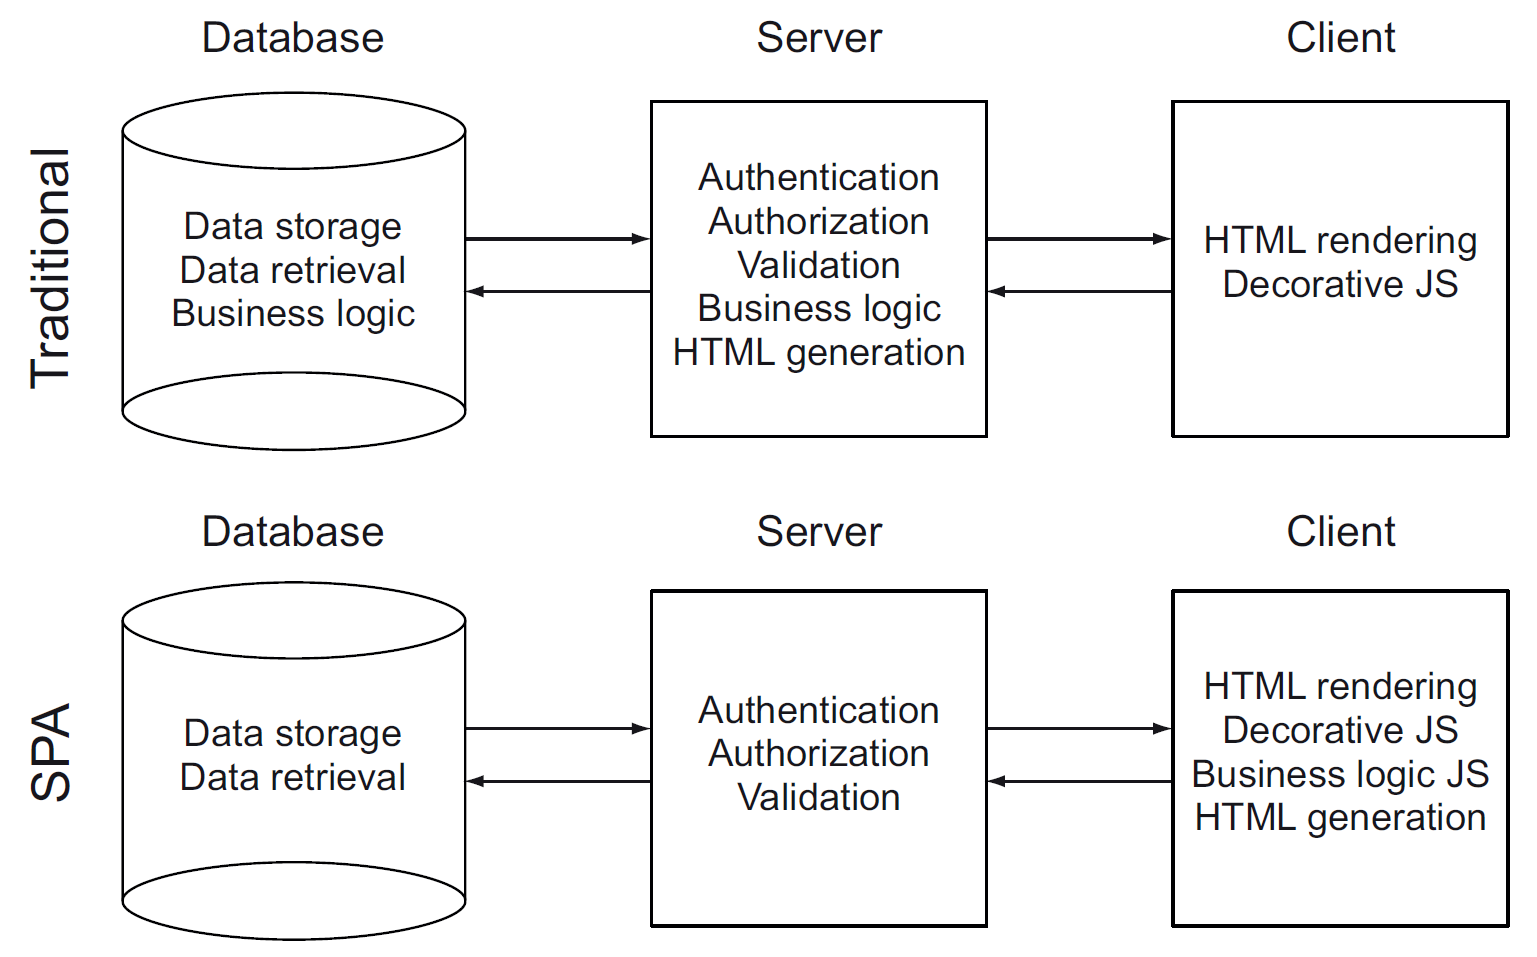 Database
Server
Client
Traditional
Data storage
Data retrieval
Business logic
Authentication
Authorization
Validation
Business logic
HTML generation
HTML rendering
Decorative JS
Database
Server
Client
SPA
Data storage
Data retrieval
Authentication
Authorization
Validation
HTML rendering
Decorative JS
Business logic JS
HTML generation